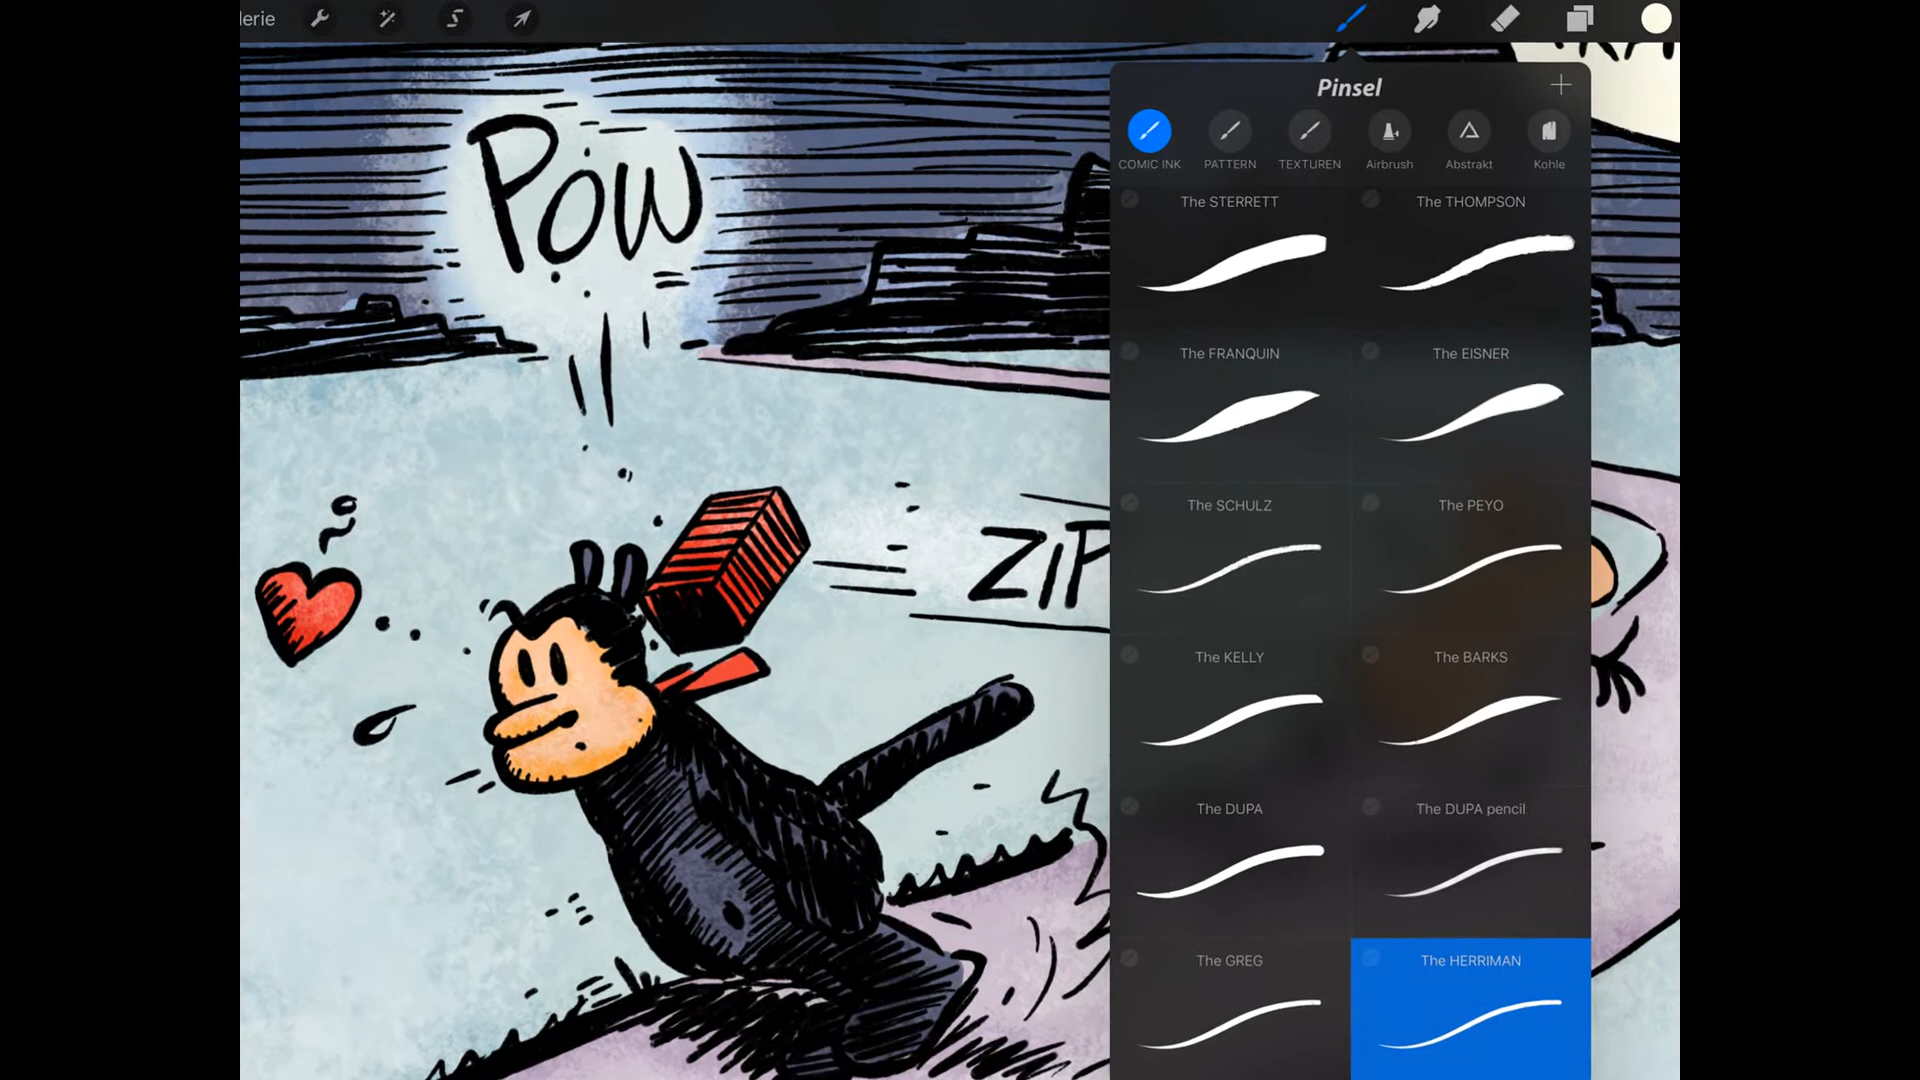 lerie
Pinsel
COMIC INK
PATTERN
TEXTUREN
Airbrush
Abstrakt
Kohle
The STERRETT
The THOMPSON
The FRANQUIN
The EISNER
The SCHULZ
The PEYO
The KELLY
The BARKS
The DUPA
The DUPA pencil
The GREG
The HERRIMAN
POW
ZIP